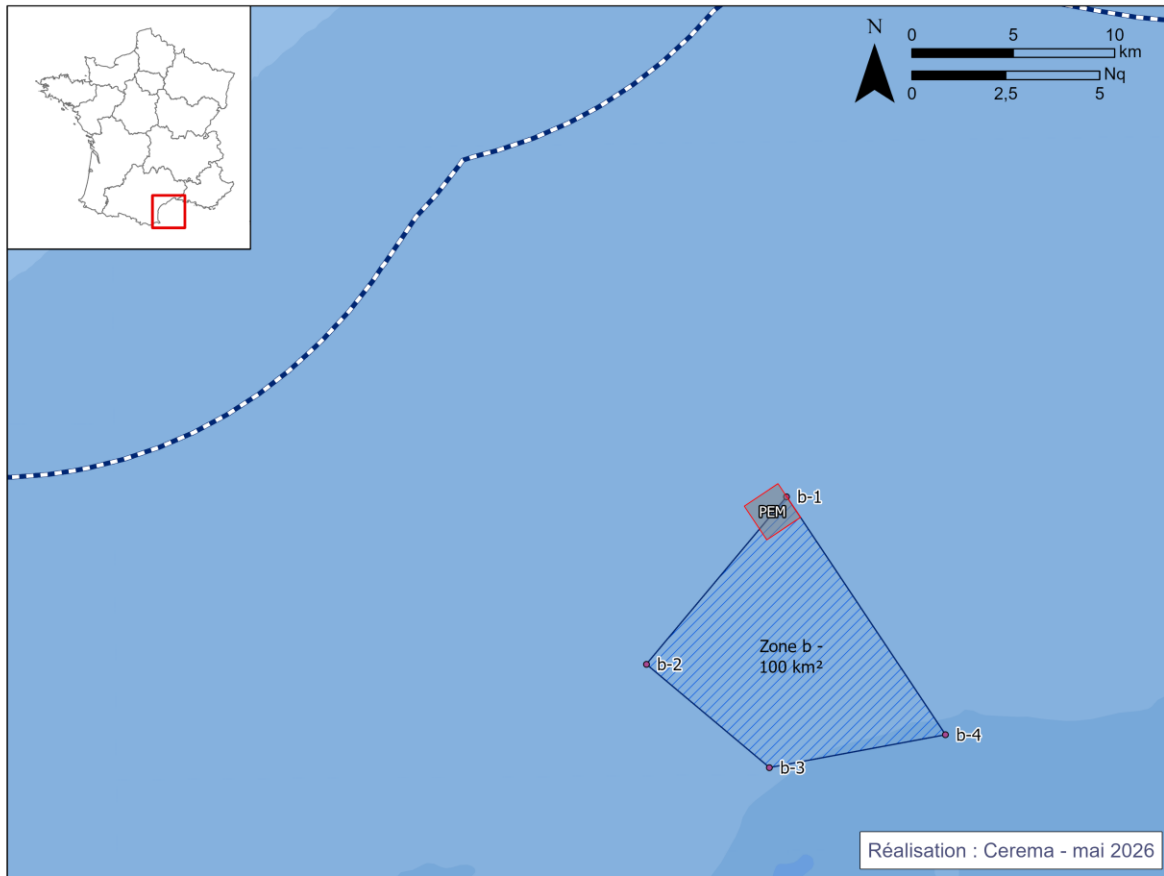 N
0 5 10
km
Nq
0 2,5 5
b-1
PEM
Zone b -
100 km²
b-2
b-4
b-3
Réalisation : Cerema - mai 2026